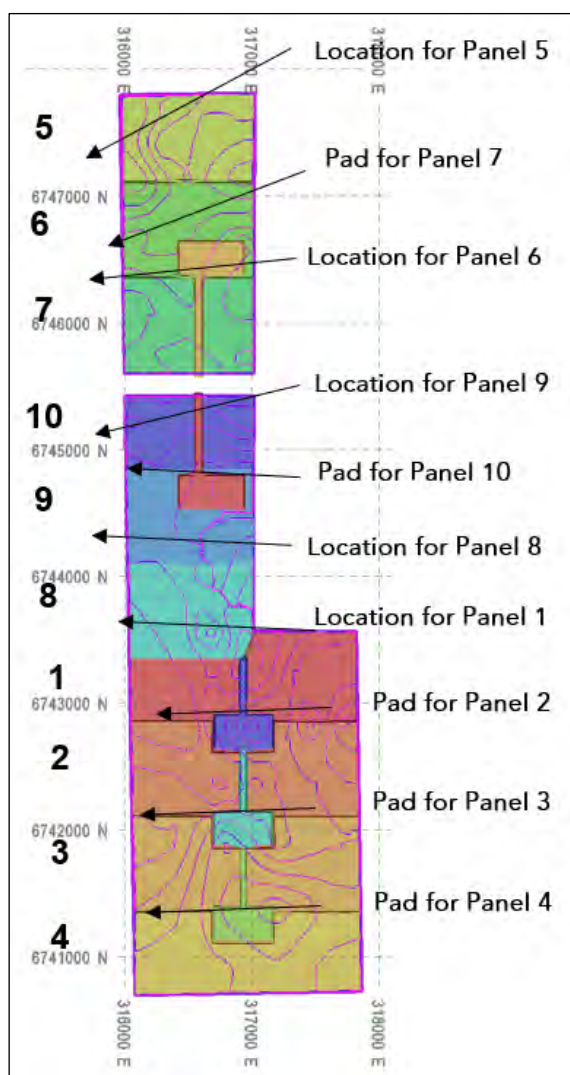 316000 E
317000 E
318000 E
Location for Panel 5
5
Pad for Panel 7
6747000 N
6
Location for Panel 6
7
6746000 N
Location for Panel 9
10
6745000 N
Pad for Panel 10
9
Location for Panel 8
6744000 N
8
Location for Panel 1
1
Pad for Panel 2
6743000 N
2
Pad for Panel 3
6742000 N
3
Pad for Panel 4
4
6741000 N
316000 E
317000 E
318000 E